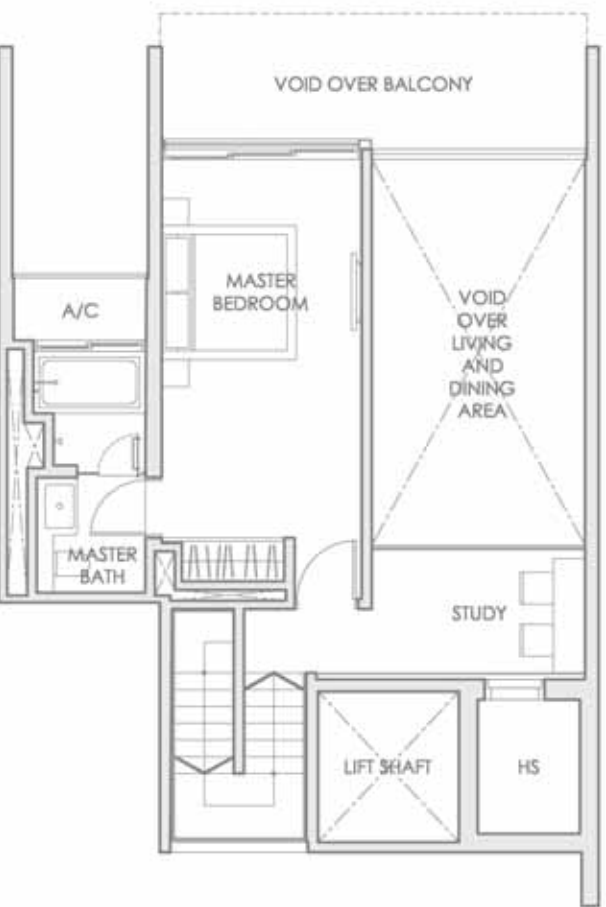 VOID OVER BALCONY
MASTER
BEDROOM
A/C
VOID
OVER
LIVING
AND
DINING
AREA
MASTER
BATH
STUDY
LIFT SHAFT
HS